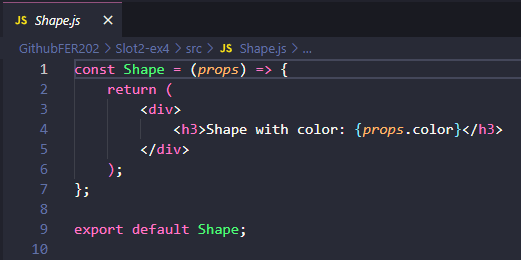 JS Shape.js ×
GithubFER202 > Slot2-ex4 > src > JS Shape.js > ...
1 const Shape = (props) => {
2     return (
3         <div>
4             <h3>Shape with color: {props.color}</h3>
5         </div>
6     );
7 };
8
9 export default Shape;
10